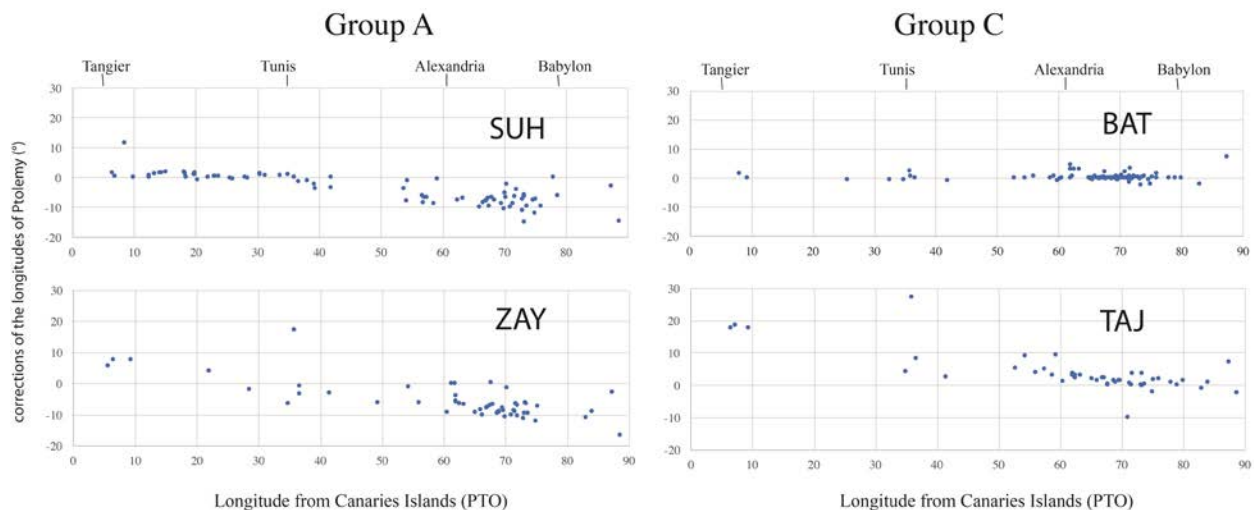 Group A
Group C
Tangier Tunis Alexandria Babylon
Tangier Tunis Alexandria Babylon
corrections of the longitudes of Ptolemy (°)
30
20
10
0
-10
-20
SUH
0 10 20 30 40 50 60 70 80 90
30
20
10
0
-10
-20
BAT
0 10 20 30 40 50 60 70 80 90
30
20
10
0
-10
-20
ZAY
0 10 20 30 40 50 60 70 80 90
30
20
10
0
-10
-20
TAJ
0 10 20 30 40 50 60 70 80 90
Longitude from Canaries Islands (PTO)
Longitude from Canaries Islands (PTO)